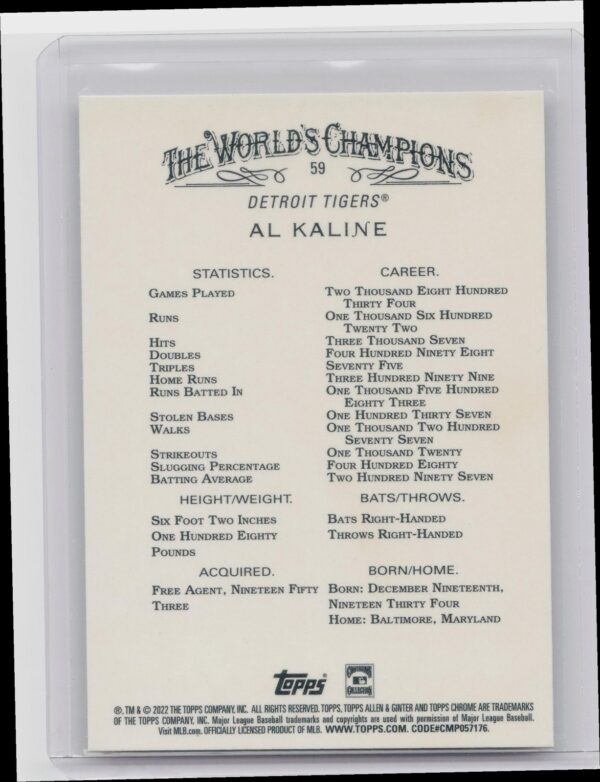 THE WORLD'S CHAMPIONS
59
DETROIT TIGERS®
AL KALINE
STATISTICS. CAREER.
GAMES PLAYED TWO THOUSAND EIGHT HUNDRED
THIRTY FOUR
RUNS ONE THOUSAND SIX HUNDRED
TWENTY TWO
HITS THREE THOUSAND SEVEN
DOUBLES FOUR HUNDRED NINETY EIGHT
TRIPLES SEVENTY FIVE
HOME RUNS THREE HUNDRED NINETY NINE
RUNS BATTED IN ONE THOUSAND FIVE HUNDRED
EIGHTY THREE
STOLEN BASES ONE HUNDRED THIRTY SEVEN
WALKS ONE THOUSAND TWO HUNDRED
SEVENTY SEVEN
STRIKEOUTS ONE THOUSAND TWENTY
SLUGGING PERCENTAGE FOUR HUNDRED EIGHTY
BATTING AVERAGE TWO HUNDRED NINETY SEVEN
HEIGHT/WEIGHT. BATS/THROWS.
SIX FOOT TWO INCHES BATS RIGHT-HANDED
ONE HUNDRED EIGHTY THROWS RIGHT-HANDED
POUNDS
ACQUIRED. BORN/HOME.
FREE AGENT, NINETEEN FIFTY BORN: DECEMBER NINETEENTH,
THREE NINETEEN THIRTY FOUR
HOME: BALTIMORE, MARYLAND
TOPPS
COOPERSTOWN
COLLECTION
®, TM & © 2022 THE TOPPS COMPANY, INC. ALL RIGHTS RESERVED. TOPPS, TOPPS ALLEN & GINTER AND TOPPS CHROME ARE TRADEMARKS
OF THE TOPPS COMPANY, INC. Major League Baseball trademarks and copyrights are used with permission of Major League Baseball.
Visit MLB.com. OFFICIALLY LICENSED PRODUCT OF MLB. WWW.TOPPS.COM. CODE#CMP057176.